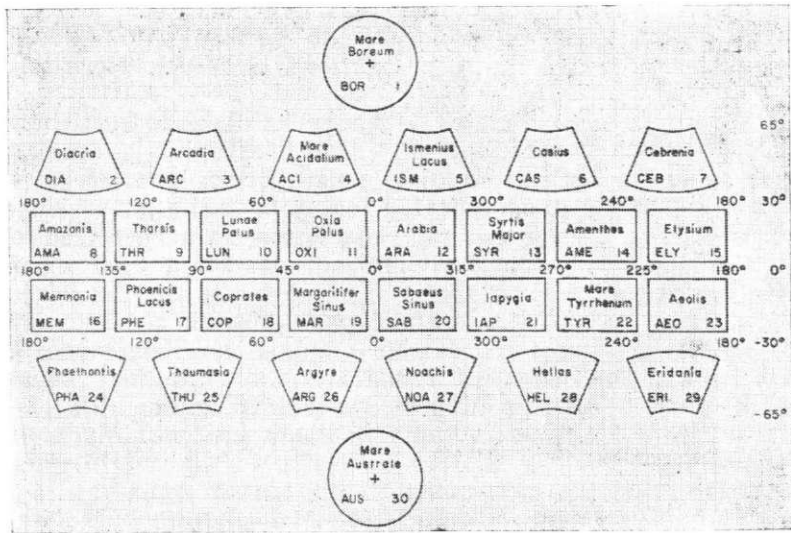 Mare
Boreum
+
BOR 1
65°
Diacria
DIA 2
Arcadia
ARC 3
Mare
Acidalium
ACI 4
Ismenius
Lacus
ISM 5
Casius
CAS 6
Cebrenia
CEB 7
180° 120° 60° 0° 300° 240° 180° 30°
Amazonis
AMA 8
Tharsis
THR 9
Lunae
Palus
LUN 10
Oxia
Palus
OXI 11
Arabia
ARA 12
Syrtis
Major
SYR 13
Amenthes
AME 14
Elysium
ELY 15
180° 135° 90° 45° 0° 315° 270° 225° 180° 0°
Memnonia
MEM 16
Phoenicis
Lacus
PHE 17
Coprates
COP 18
Margaritifer
Sinus
MAR 19
Sabaeus
Sinus
SAB 20
Iapygia
IAP 21
Mare
Tyrrhenum
TYR 22
Aeolis
AEO 23
180° 120° 60° 0° 300° 240° 180° -30°
Phaethontis
PHA 24
Thaumasia
THU 25
Argyre
ARG 26
Noachis
NOA 27
Hellas
HEL 28
Eridania
ERI 29
-65°
Mare
Australe
+
AUS 30